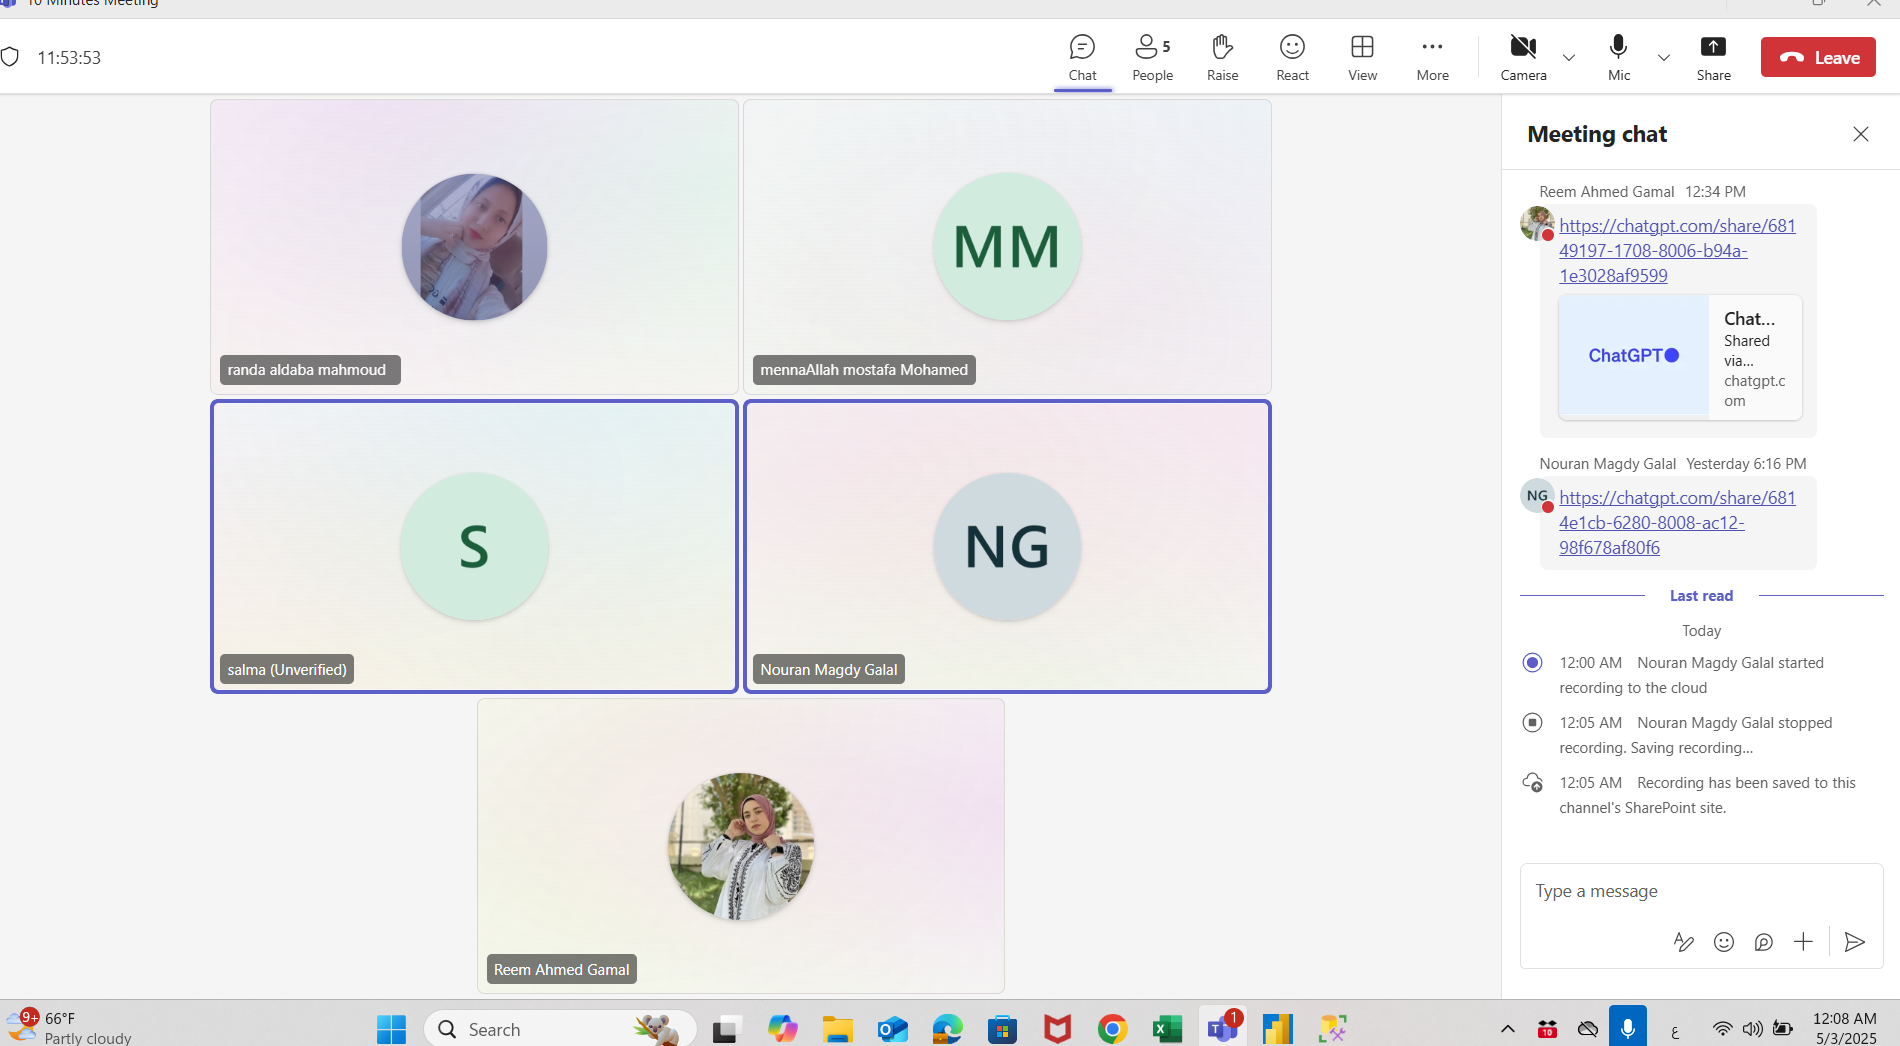 10 Minutes Meeting
11:53:53
Chat
People
5
Raise
React
View
More
Camera
Mic
Share
Leave
randa aldaba mahmoud
MM
mennaAllah mostafa Mohamed
S
salma (Unverified)
NG
Nouran Magdy Galal
Reem Ahmed Gamal
Meeting chat
Reem Ahmed Gamal 12:34 PM
https://chatgpt.com/share/681
49197-1708-8006-b94a-
1e3028af9599
ChatGPT
Chat...
Shared
via...
chatgpt.c
om
Nouran Magdy Galal Yesterday 6:16 PM
NG
https://chatgpt.com/share/681
4e1cb-6280-8008-ac12-
98f678af80f6
Last read
Today
12:00 AM Nouran Magdy Galal started
recording to the cloud
12:05 AM Nouran Magdy Galal stopped
recording. Saving recording...
12:05 AM Recording has been saved to this
channel's SharePoint site.
Type a message
9+
66°F
Partly cloudy
Search
1
10
ع
12:08 AM
5/3/2025